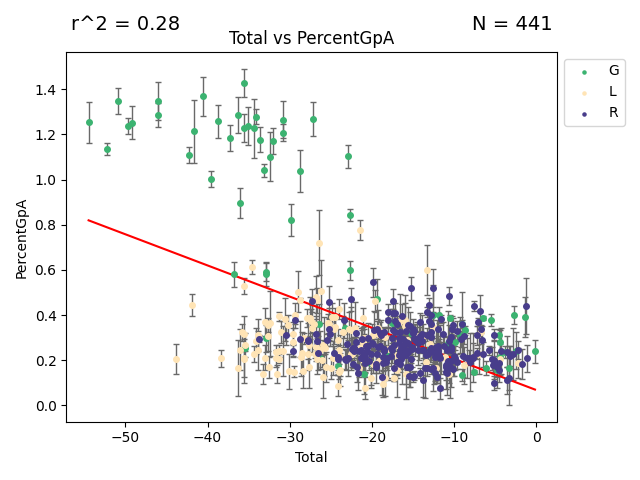 r^2 = 0.28
N = 441
Total vs PercentGpA
G
L
R
1.4
1.2
1.0
0.8
0.6
0.4
0.2
0.0
PercentGpA
−50
−40
−30
−20
−10
0
Total